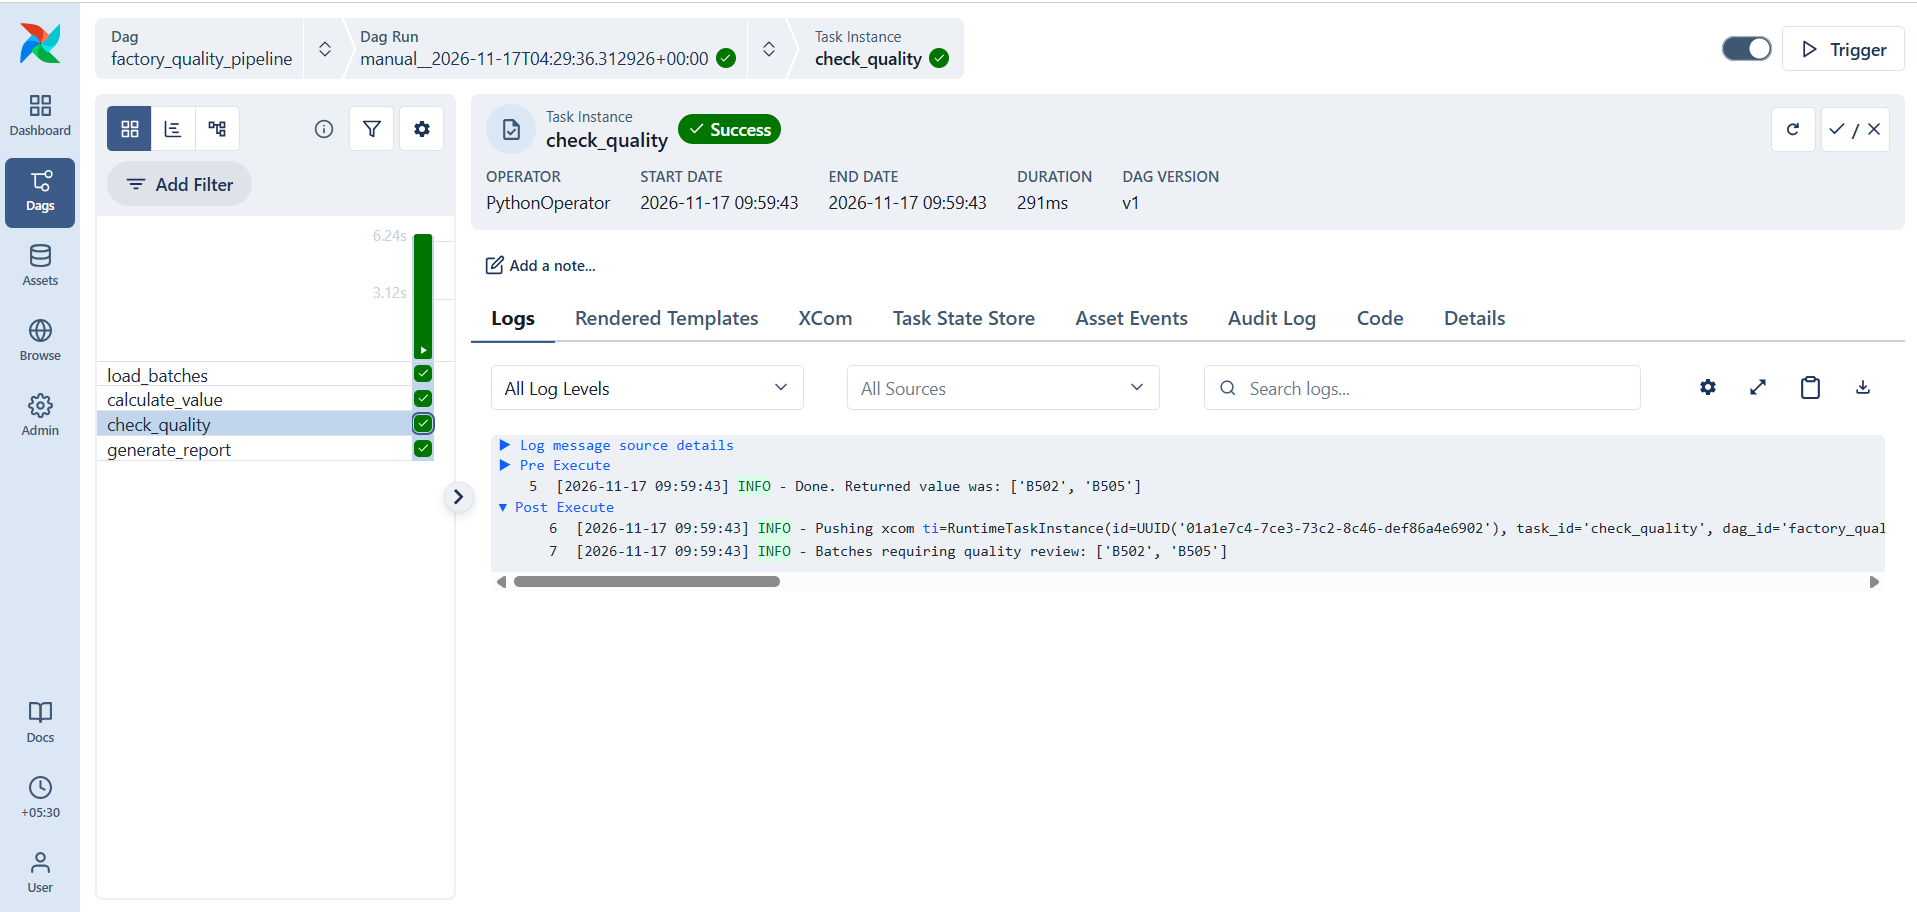 Dag
factory_quality_pipeline
Dag Run
manual__2026-11-17T04:29:36.312926+00:00
Task Instance
check_quality
Trigger
Dashboard
Dags
Assets
Browse
Admin
Docs
+05:30
User
Add Filter
6.24s
3.12s
load_batches
calculate_value
check_quality
generate_report
Task Instance
check_quality
Success
/
OPERATOR START DATE END DATE DURATION DAG VERSION
PythonOperator 2026-11-17 09:59:43 2026-11-17 09:59:43 291ms v1
Add a note...
Logs Rendered Templates XCom Task State Store Asset Events Audit Log Code Details
All Log Levels All Sources Search logs...
Log message source details
Pre Execute
5 [2026-11-17 09:59:43] INFO - Done. Returned value was: ['B502', 'B505']
Post Execute
6 [2026-11-17 09:59:43] INFO - Pushing xcom ti=RuntimeTaskInstance(id=UUID('01a1e7c4-7ce3-73c2-8c46-def86a4e6902'), task_id='check_quality', dag_id='factory_qual
7 [2026-11-17 09:59:43] INFO - Batches requiring quality review: ['B502', 'B505']